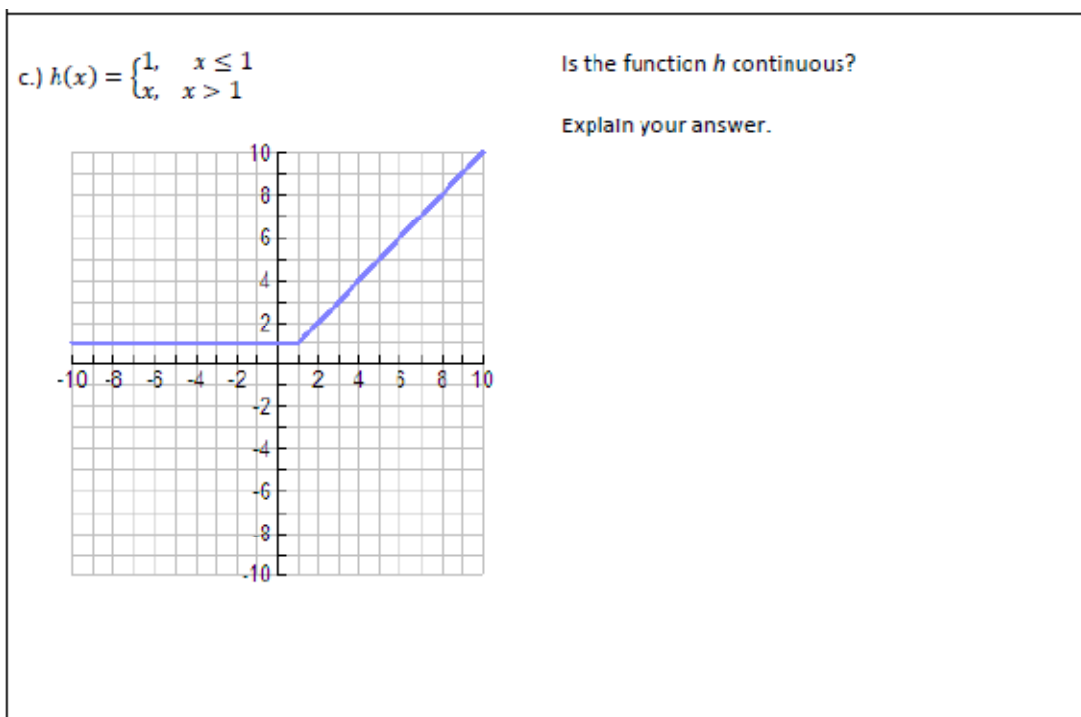 c.) h(x) = {1, x ≤ 1
x, x > 1
Is the function h continuous?
Explain your answer.
10
8
6
4
2
-10 -8 -6 -4 -2 2 4 6 8 10
-2
-4
-6
-8
-10